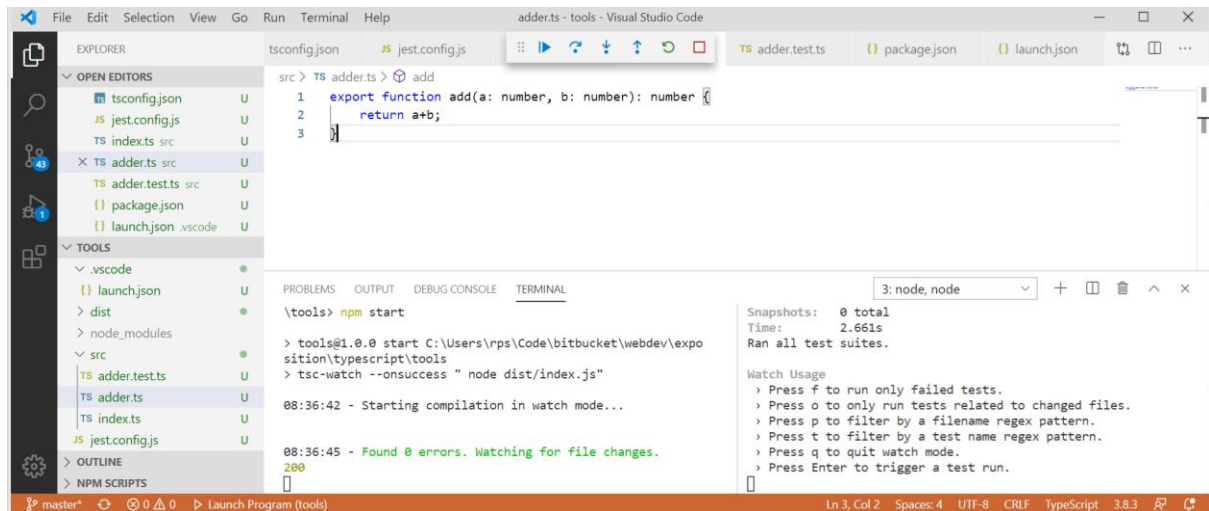 File Edit Selection View Go Run Terminal Help adder.ts - tools - Visual Studio Code
EXPLORER
OPEN EDITORS
tsconfig.json U
JS jest.config.js U
TS index.ts src U
TS adder.ts src U
TS adder.test.ts src U
{} package.json U
{} launch.json .vscode U
TOOLS
.vscode
{} launch.json U
dist
node_modules
src
TS adder.test.ts U
TS adder.ts U
TS index.ts U
JS jest.config.js U
OUTLINE
NPM SCRIPTS
43
1
tsconfig.json JS jest.config.js TS adder.test.ts {} package.json {} launch.json
src > TS adder.ts > add
1 export function add(a: number, b: number): number {
2 return a+b;
3 }
PROBLEMS OUTPUT DEBUG CONSOLE TERMINAL 3: node, node
\tools> npm start
> tools@1.0.0 start C:\Users\rps\Code\bitbucket\webdev\expo
sition\typescript\tools
> tsc-watch --onsuccess " node dist/index.js"
08:36:42 - Starting compilation in watch mode...
08:36:45 - Found 0 errors. Watching for file changes.
200
Snapshots: 0 total
Time: 2.661s
Ran all test suites.
Watch Usage
› Press f to run only failed tests.
› Press o to only run tests related to changed files.
› Press p to filter by a filename regex pattern.
› Press t to filter by a test name regex pattern.
› Press q to quit watch mode.
› Press Enter to trigger a test run.
master* 0 0 Launch Program (tools) Ln 3, Col 2 Spaces: 4 UTF-8 CRLF TypeScript 3.8.3